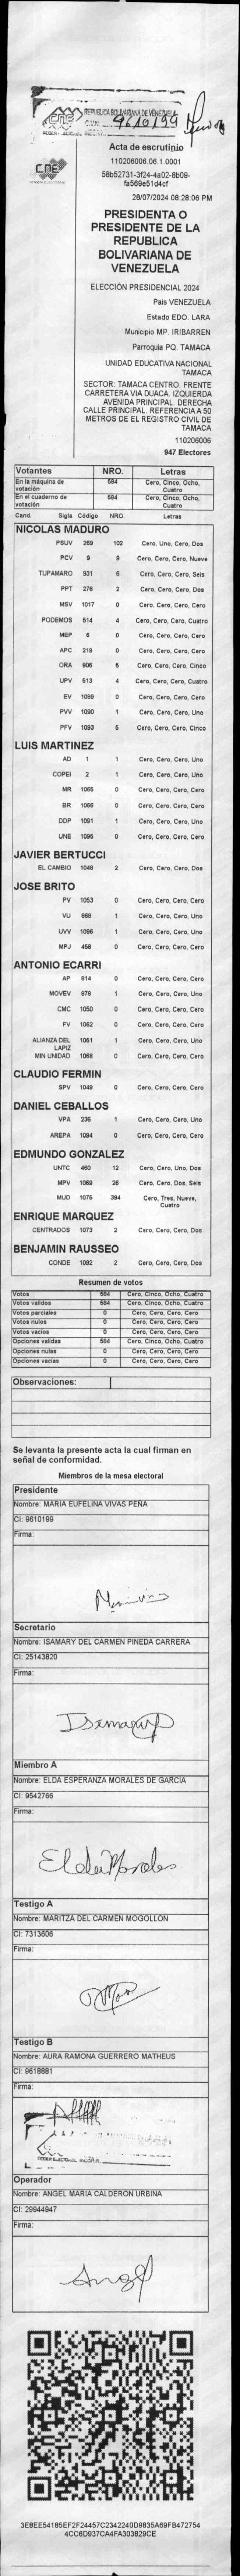 REPUBLICA BOLIVARIANA DE VENEZUELA
CNE
9610199
Acta de escrutinio
110206006.06.1.0001
58b52731-3f24-4a02-8b09-
fa569e51d4cf
28/07/2024 08:28:06 PM
CNE
PRESIDENTA O
PRESIDENTE DE LA
REPUBLICA
BOLIVARIANA DE
VENEZUELA
ELECCIÓN PRESIDENCIAL 2024
País VENEZUELA
Estado EDO. LARA
Municipio MP. IRIBARREN
Parroquia PQ. TAMACA
UNIDAD EDUCATIVA NACIONAL
TAMACA
SECTOR: TAMACA CENTRO. FRENTE
CARRETERA VIA DUACA. IZQUIERDA
AVENIDA PRINCIPAL. DERECHA
CALLE PRINCIPAL. REFERENCIA A 50
METROS DE EL REGISTRO CIVIL DE
TAMACA
110206006
947 Electores
Votantes NRO. Letras
En la máquina de votación 584 Cero, Cinco, Ocho, Cuatro
En el cuaderno de votación 584 Cero, Cinco, Ocho, Cuatro
Cand. Sigla Código NRO. Letras
NICOLAS MADURO
PSUV 269 102 Cero, Uno, Cero, Dos
PCV 9 9 Cero, Cero, Cero, Nueve
TUPAMARO 931 6 Cero, Cero, Cero, Seis
PPT 276 2 Cero, Cero, Cero, Dos
MSV 1017 0 Cero, Cero, Cero, Cero
PODEMOS 514 4 Cero, Cero, Cero, Cuatro
MEP 6 0 Cero, Cero, Cero, Cero
APC 219 0 Cero, Cero, Cero, Cero
ORA 906 5 Cero, Cero, Cero, Cinco
UPV 513 4 Cero, Cero, Cero, Cuatro
EV 1089 0 Cero, Cero, Cero, Cero
PVV 1090 1 Cero, Cero, Cero, Uno
PFV 1093 5 Cero, Cero, Cero, Cinco
LUIS MARTINEZ
AD 1 1 Cero, Cero, Cero, Uno
COPEI 2 1 Cero, Cero, Cero, Uno
MR 1065 0 Cero, Cero, Cero, Cero
BR 1066 0 Cero, Cero, Cero, Cero
DDP 1091 1 Cero, Cero, Cero, Uno
UNE 1095 0 Cero, Cero, Cero, Cero
JAVIER BERTUCCI
EL CAMBIO 1048 2 Cero, Cero, Cero, Dos
JOSE BRITO
PV 1053 0 Cero, Cero, Cero, Cero
VU 868 1 Cero, Cero, Cero, Uno
UVV 1096 1 Cero, Cero, Cero, Uno
MPJ 458 0 Cero, Cero, Cero, Cero
ANTONIO ECARRI
AP 914 0 Cero, Cero, Cero, Cero
MOVEV 979 1 Cero, Cero, Cero, Uno
CMC 1050 0 Cero, Cero, Cero, Cero
FV 1062 0 Cero, Cero, Cero, Cero
ALIANZA DEL LAPIZ 1061 1 Cero, Cero, Cero, Uno
MIN UNIDAD 1068 0 Cero, Cero, Cero, Cero
CLAUDIO FERMIN
SPV 1049 0 Cero, Cero, Cero, Cero
DANIEL CEBALLOS
VPA 236 1 Cero, Cero, Cero, Uno
AREPA 1094 0 Cero, Cero, Cero, Cero
EDMUNDO GONZALEZ
UNTC 460 12 Cero, Cero, Uno, Dos
MPV 1069 26 Cero, Cero, Dos, Seis
MUD 1075 394 Cero, Tres, Nueve, Cuatro
ENRIQUE MARQUEZ
CENTRADOS 1073 2 Cero, Cero, Cero, Dos
BENJAMIN RAUSSEO
CONDE 1092 2 Cero, Cero, Cero, Dos
Resumen de votos
Votos 584 Cero, Cinco, Ocho, Cuatro
Votos validos 584 Cero, Cinco, Ocho, Cuatro
Votos parciales 0 Cero, Cero, Cero, Cero
Votos nulos 0 Cero, Cero, Cero, Cero
Votos vacios 0 Cero, Cero, Cero, Cero
Opciones validas 584 Cero, Cinco, Ocho, Cuatro
Opciones nulas 0 Cero, Cero, Cero, Cero
Opciones vacias 0 Cero, Cero, Cero, Cero
Observaciones:
Se levanta la presente acta la cual firman en
señal de conformidad.
Miembros de la mesa electoral
Presidente
Nombre: MARIA EUFELINA VIVAS PEÑA
CI: 9610199
Firma:
Secretario
Nombre: ISAMARY DEL CARMEN PINEDA CARRERA
CI: 25143820
Firma:
Isamaryp
Miembro A
Nombre: ELDA ESPERANZA MORALES DE GARCIA
CI: 9542766
Firma:
Elda Morales
Testigo A
Nombre: MARITZA DEL CARMEN MOGOLLON
CI: 7313606
Firma:
Testigo B
Nombre: AURA RAMONA GUERRERO MATHEUS
CI: 9618881
Firma:
Operador
Nombre: ANGEL MARIA CALDERON URBINA
CI: 29944947
Firma:
Angel
3E8EE54185EF2F24457C2342240D9835A69FB472754
4CC6D937CA4FA303829CE